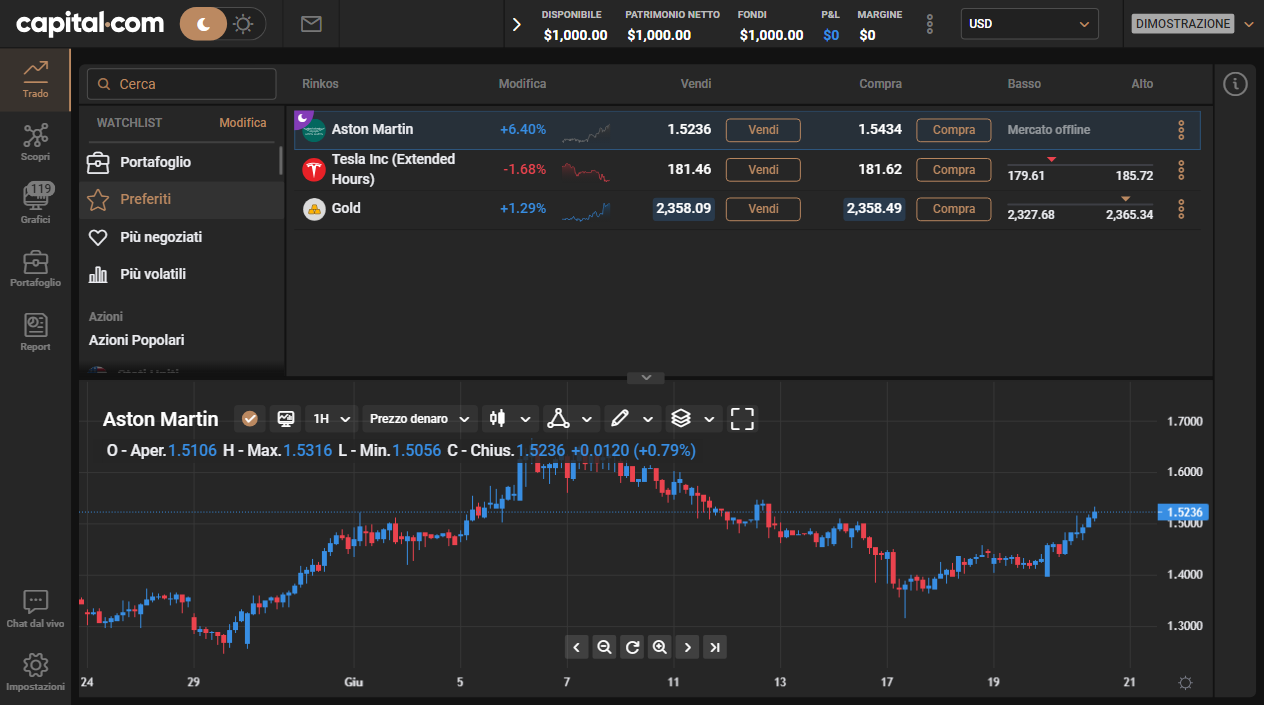 capital.com
DISPONIBILE PATRIMONIO NETTO FONDI P&L MARGINE
$1,000.00 $1,000.00 $1,000.00 $0 $0
USD
DIMOSTRAZIONE
Trado
Scopri
119
Grafici
Portafoglio
Report
Chat dal vivo
Impostazioni
Cerca
WATCHLIST Modifica
Portafoglio
Preferiti
Più negoziati
Più volatili
Azioni
Azioni Popolari
Stati Uniti
Rinkos Modifica Vendi Compra Basso Alto
Aston Martin +6.40% 1.5236 Vendi 1.5434 Compra Mercato offline
Tesla Inc (Extended
Hours) -1.68% 181.46 Vendi 181.62 Compra 179.61 185.72
Gold +1.29% 2,358.09 Vendi 2,358.49 Compra 2,327.68 2,365.34
Aston Martin 1H Prezzo denaro
O - Aper. 1.5106 H - Max. 1.5316 L - Min. 1.5056 C - Chius. 1.5236 +0.0120 (+0.79%)
1.7000
1.6000
1.5236
1.5000
1.4000
1.3000
24 29 Giu 5 7 11 13 17 19 21